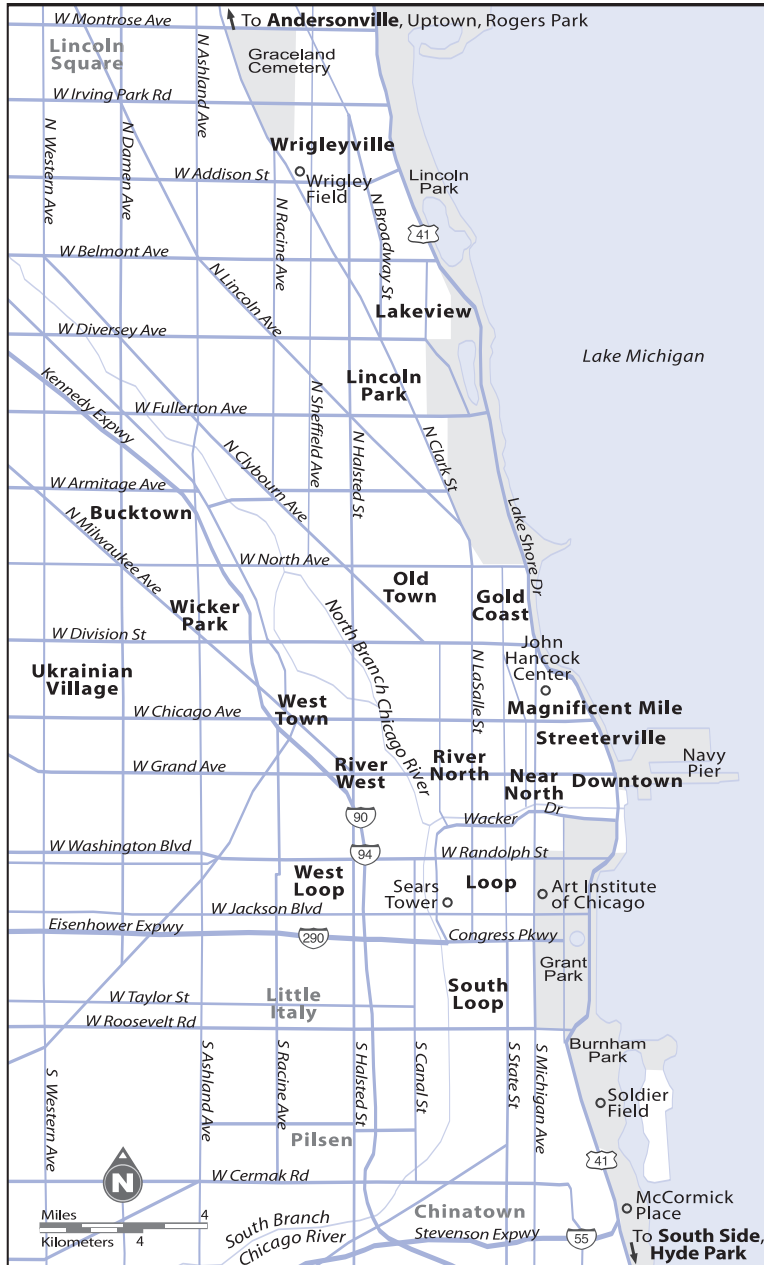 To Andersonville, Uptown, Rogers Park
W Montrose Ave
Lincoln
Square
N Ashland Ave
Graceland
Cemetery
W Irving Park Rd
N Western Ave
N Damen Ave
Wrigleyville
W Addison St
Wrigley
Field
Lincoln
Park
N Racine Ave
N Broadway St
41
W Belmont Ave
N Lincoln Ave
Lakeview
W Diversey Ave
Lake Michigan
Kennedy Expwy
Lincoln
Park
W Fullerton Ave
N Sheffield Ave
N Halsted St
N Clark St
N Clybourn Ave
W Armitage Ave
Bucktown
N Milwaukee Ave
Lake Shore Dr
W North Ave
Old
Town
Gold
Coast
Wicker
Park
North Branch Chicago River
W Division St
John
Hancock
Center
N LaSalle St
Ukrainian
Village
West
Town
Magnificent Mile
W Chicago Ave
Streeterville
River
West
River
North
Near
North
Downtown
Navy
Pier
W Grand Ave
90
Wacker
Dr
94
W Washington Blvd
W Randolph St
West
Loop
Sears
Tower
Loop
Art Institute
of Chicago
W Jackson Blvd
Eisenhower Expwy
290
Congress Pkwy
Grant
Park
South
Loop
W Taylor St
Little
Italy
W Roosevelt Rd
Burnham
Park
S Western Ave
S Ashland Ave
S Racine Ave
S Halsted St
S Canal St
S State St
S Michigan Ave
Soldier
Field
Pilsen
41
W Cermak Rd
N
Miles
4
Kilometers
4
South Branch
Chicago River
Chinatown
Stevenson Expwy
55
McCormick
Place
To South Side,
Hyde Park